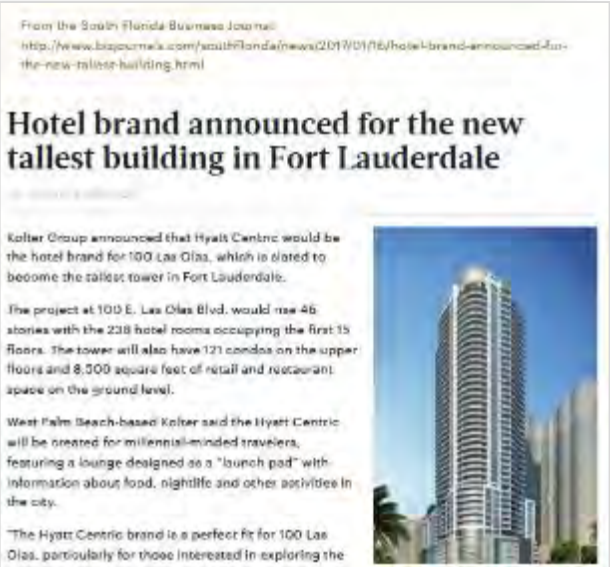 From the South Florida Business Journal:
http://www.bizjournals.com/southflorida/news/2017/01/16/hotel-brand-announced-for-
the-new-tallest-building.html
Hotel brand announced for the new
tallest building in Fort Lauderdale
Kolter Group announced that Hyatt Centric would be
the hotel brand for 100 Las Olas, which is slated to
become the tallest tower in Fort Lauderdale.
The project at 100 E. Las Olas Blvd. would rise 46
stories with the 238 hotel rooms occupying the first 15
floors. The tower will also have 121 condos on the upper
floors and 8,500 square feet of retail and restaurant
space on the ground level.
West Palm Beach-based Kolter said the Hyatt Centric
will be created for millennial-minded travelers,
featuring a lounge designed as a "launch pad" with
information about food, nightlife and other activities in
the city.
"The Hyatt Centric brand is a perfect fit for 100 Las
Olas, particularly for those interested in exploring the